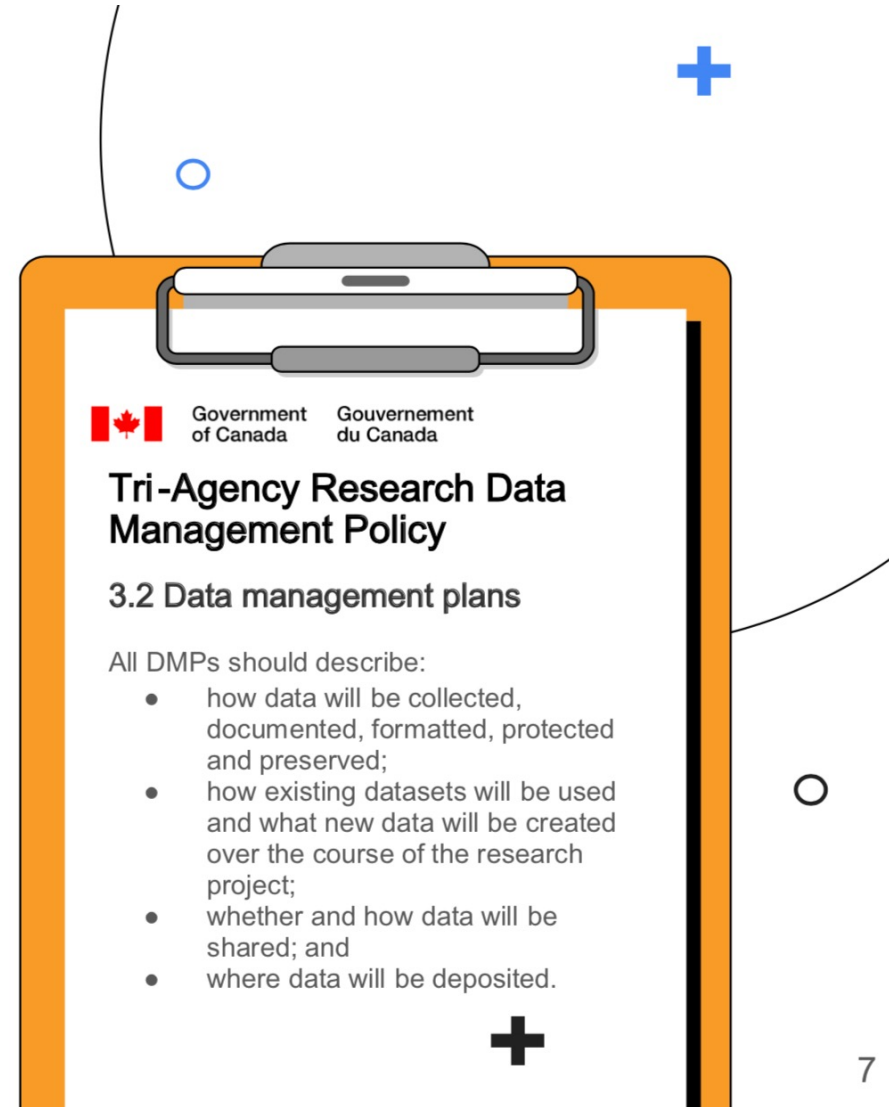 Government Gouvernement
of Canada du Canada
Tri-Agency Research Data
Management Policy
3.2 Data management plans
All DMPs should describe:
● how data will be collected,
documented, formatted, protected
and preserved;
● how existing datasets will be used
and what new data will be created
over the course of the research
project;
● whether and how data will be
shared; and
● where data will be deposited.
7